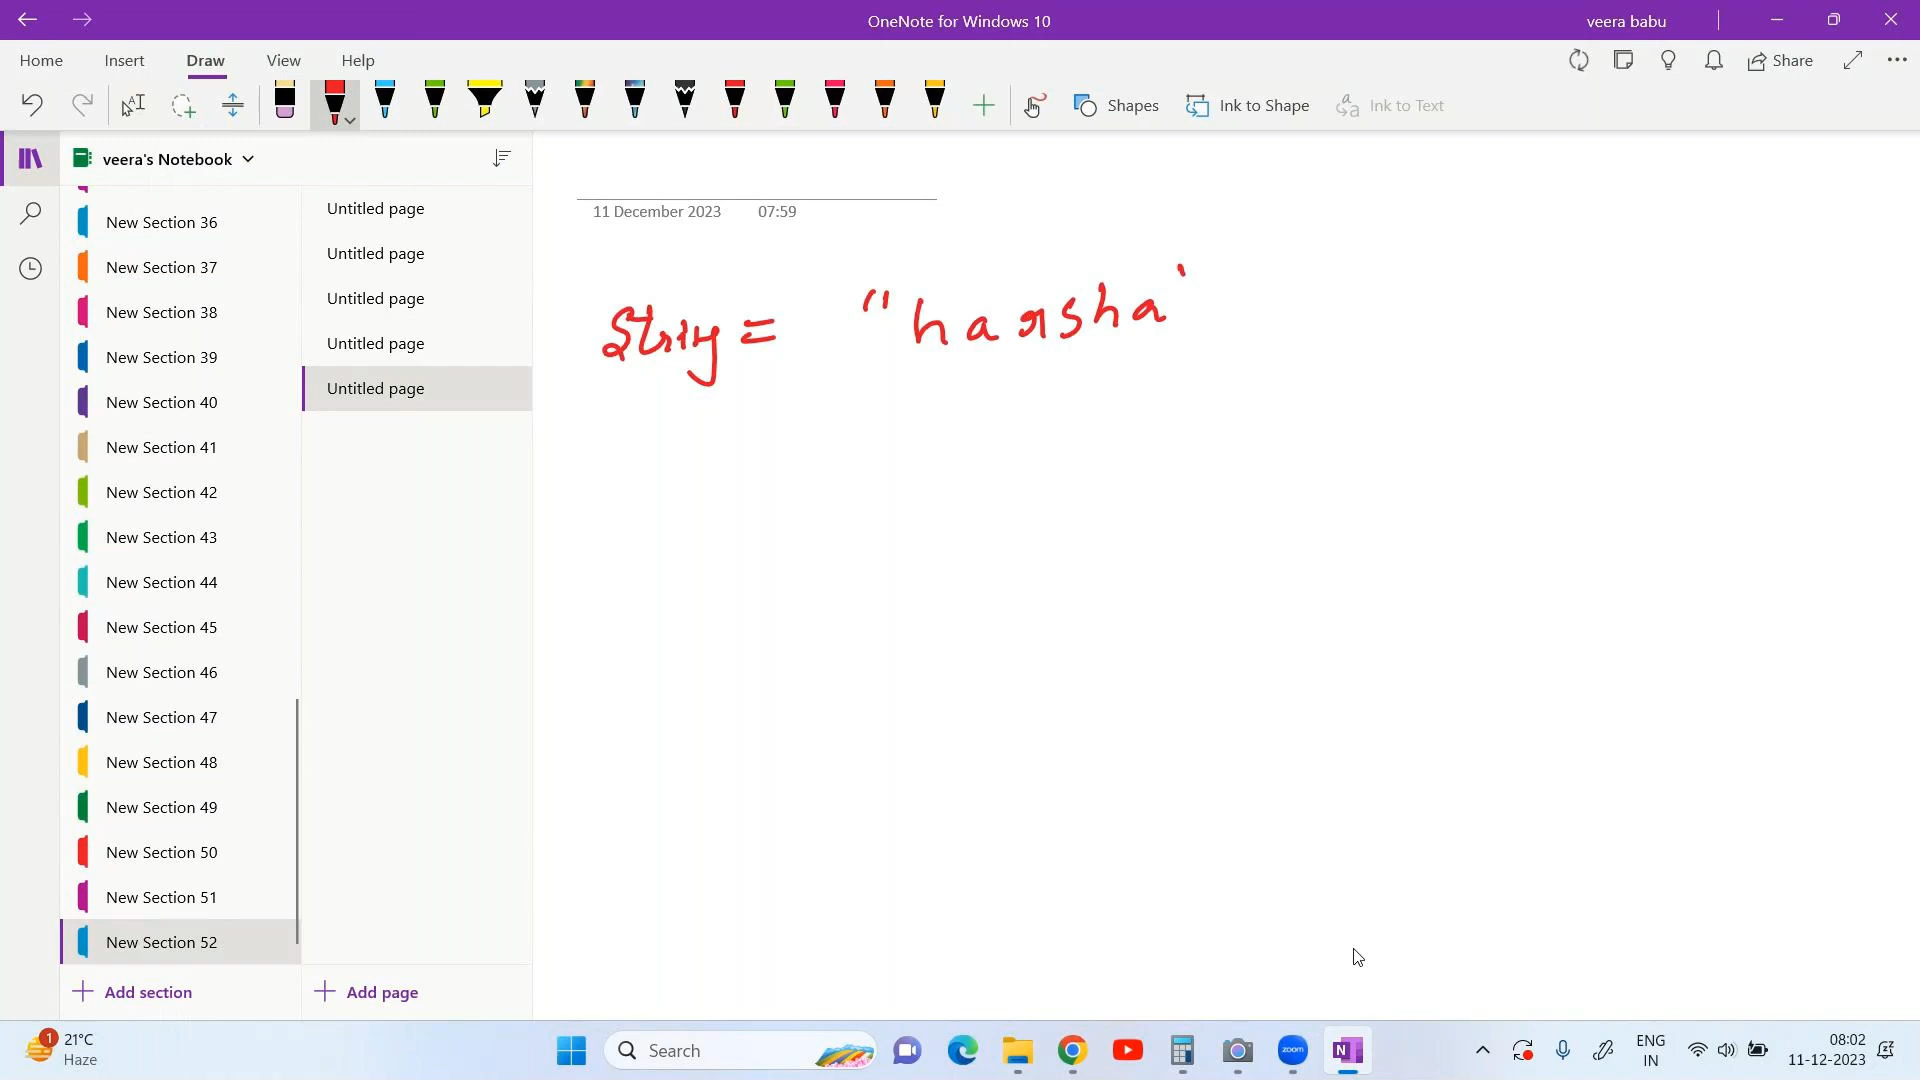 OneNote for Windows 10
veera babu
Home Insert Draw View Help
Share
Shapes Ink to Shape Ink to Text
veera's Notebook
New Section 36
New Section 37
New Section 38
New Section 39
New Section 40
New Section 41
New Section 42
New Section 43
New Section 44
New Section 45
New Section 46
New Section 47
New Section 48
New Section 49
New Section 50
New Section 51
New Section 52
Add section
Untitled page
Untitled page
Untitled page
Untitled page
Untitled page
Add page
11 December 2023 07:59
String = "harsha'
1
21°C
Haze
Search
zoom
ENG
IN
08:02
11-12-2023